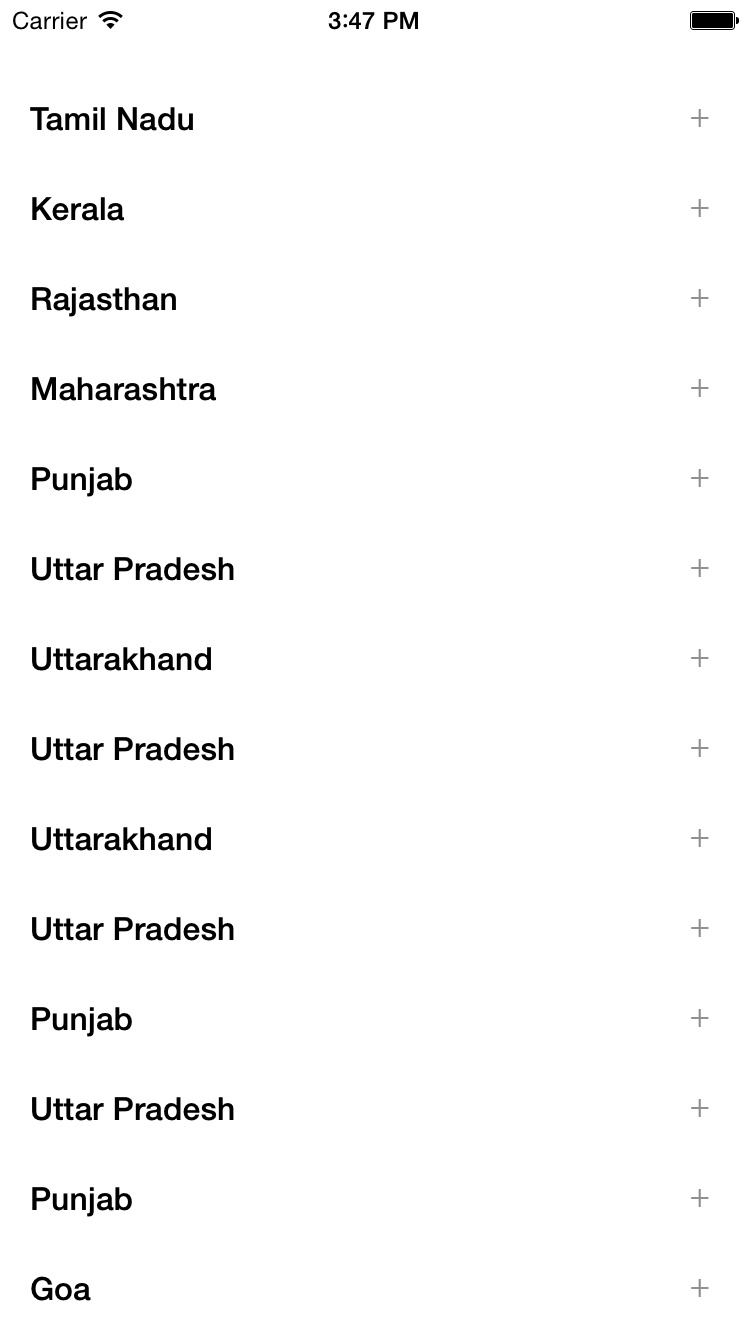 Carrier 3:47 PM
Tamil Nadu +
Kerala +
Rajasthan +
Maharashtra +
Punjab +
Uttar Pradesh +
Uttarakhand +
Uttar Pradesh +
Uttarakhand +
Uttar Pradesh +
Punjab +
Uttar Pradesh +
Punjab +
Goa +